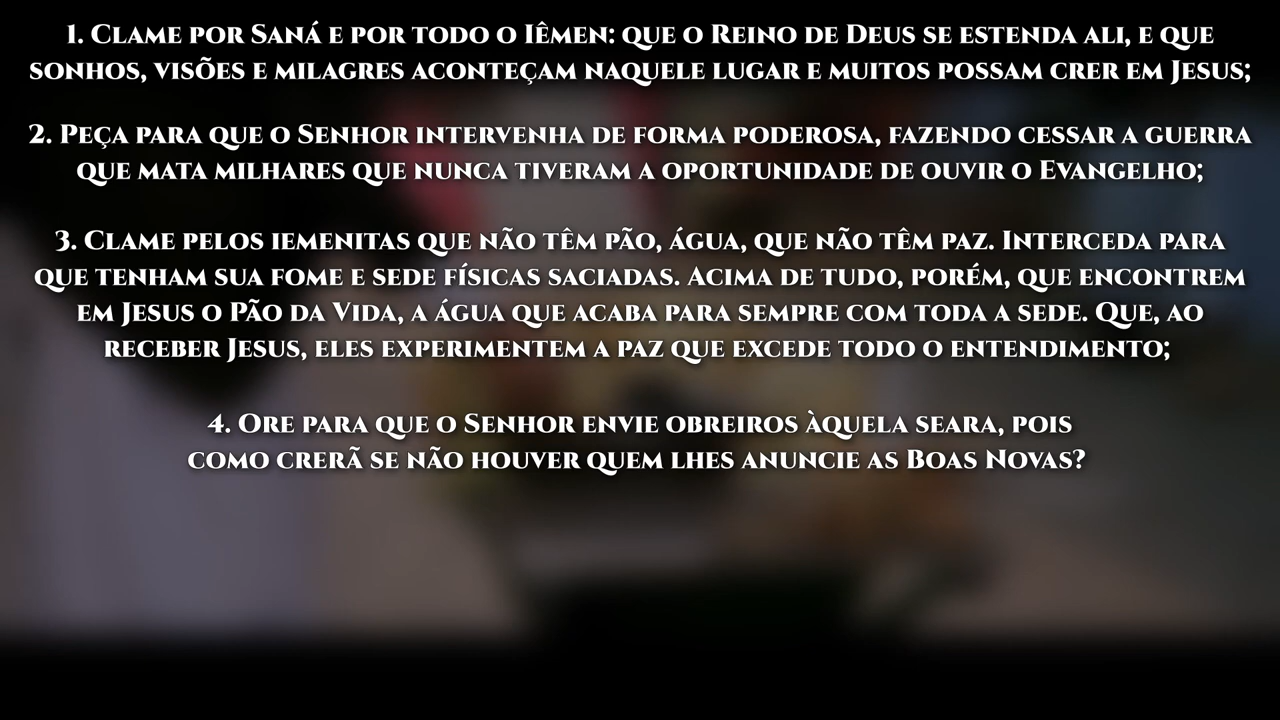 1. Clame por Saná e por todo o Iêmen: que o Reino de Deus se estenda ali, e que
sonhos, visões e milagres aconteçam naquele lugar e muitos possam crer em Jesus;
2. Peça para que o Senhor intervenha de forma poderosa, fazendo cessar a guerra
que mata milhares que nunca tiveram a oportunidade de ouvir o Evangelho;
3. Clame pelos iemenitas que não têm pão, água, que não têm paz. Interceda para
que tenham sua fome e sede físicas saciadas. Acima de tudo, porém, que encontrem
em Jesus o Pão da Vida, a água que acaba para sempre com toda a sede. Que, ao
receber Jesus, eles experimentem a paz que excede todo o entendimento;
4. Ore para que o Senhor envie obreiros àquela seara, pois
como crerã se não houver quem lhes anuncie as Boas Novas?